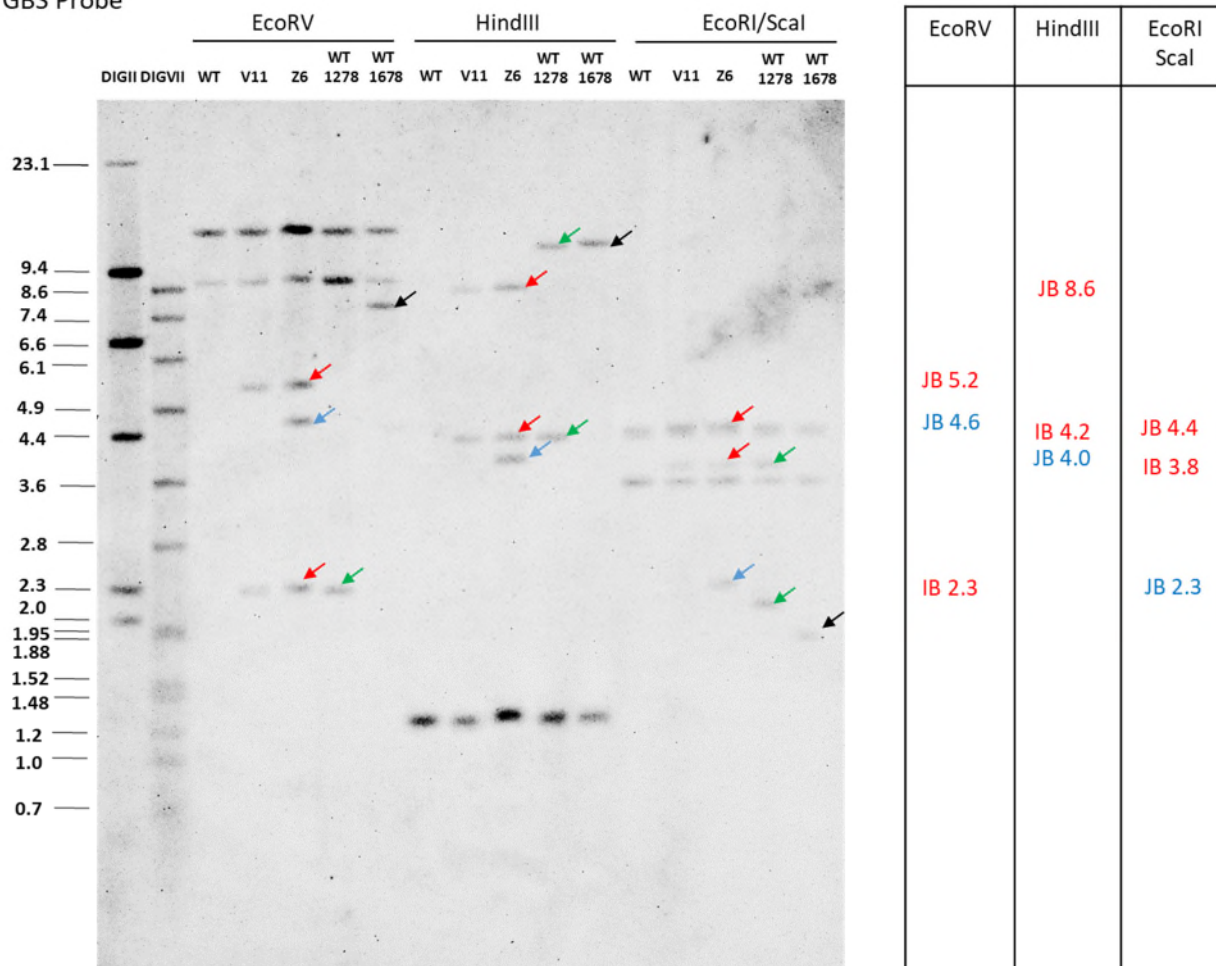 GBS Probe
EcoRV HindIII EcoRI/ScaI
DIGII DIGVII WT V11 Z6 WT 1278 WT 1678 WT V11 Z6 WT 1278 WT 1678 WT V11 Z6 WT 1278 WT 1678
23.1
9.4
8.6
7.4
6.6
6.1
4.9
4.4
3.6
2.8
2.3
2.0
1.95
1.88
1.52
1.48
1.2
1.0
0.7
EcoRV HindIII EcoRI
ScaI
JB 8.6
JB 5.2
JB 4.6 IB 4.2 JB 4.4
JB 4.0 IB 3.8
IB 2.3 JB 2.3